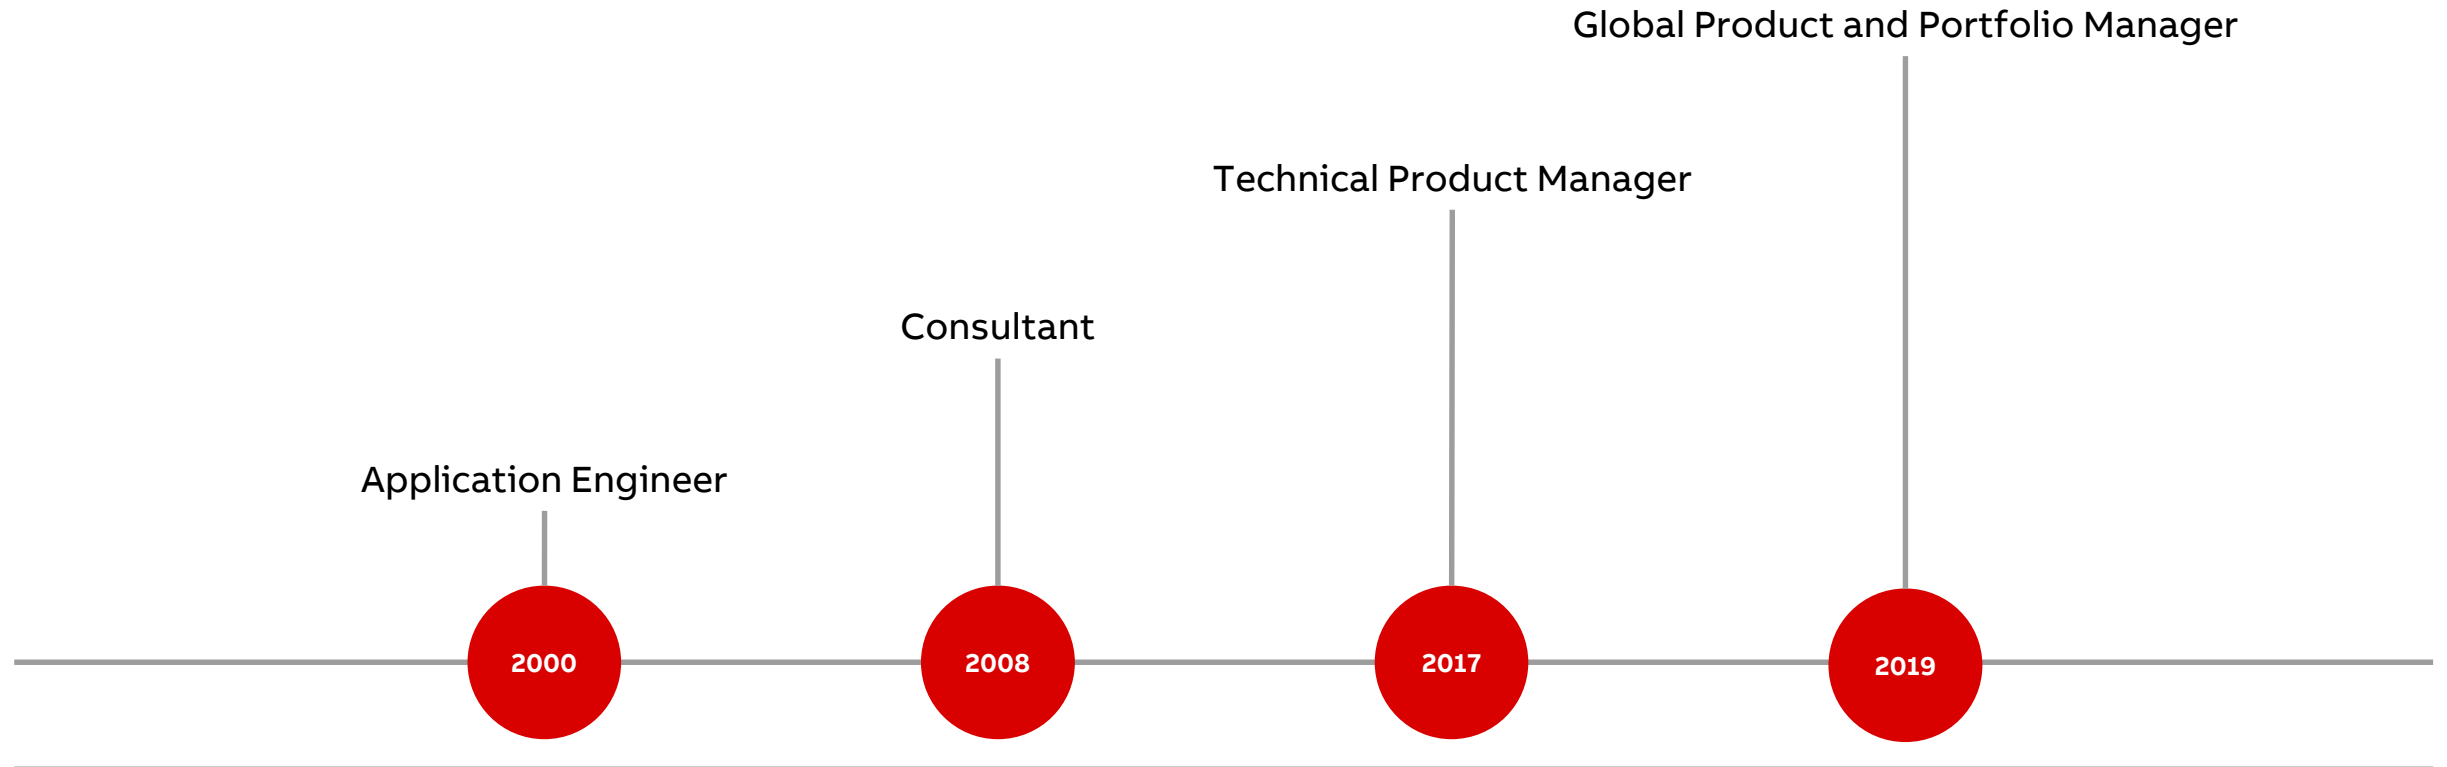 Global Product and Portfolio Manager
Technical Product Manager
Consultant
Application Engineer
2000
2008
2017
2019